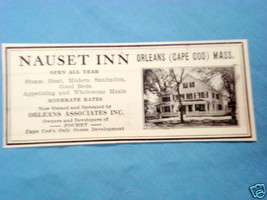 NAUSET INN ORLEANS (CAPE COD) MASS.
OPEN ALL YEAR
Steam Heat, Modern Sanitation,
Good Beds,
Appetizing and Wholesome Meals
MODERATE RATES
Now Owned and Operated by
ORLEANS ASSOCIATES INC.
Owners and Developers of
POCHET
Cape Cod's Only Home Development